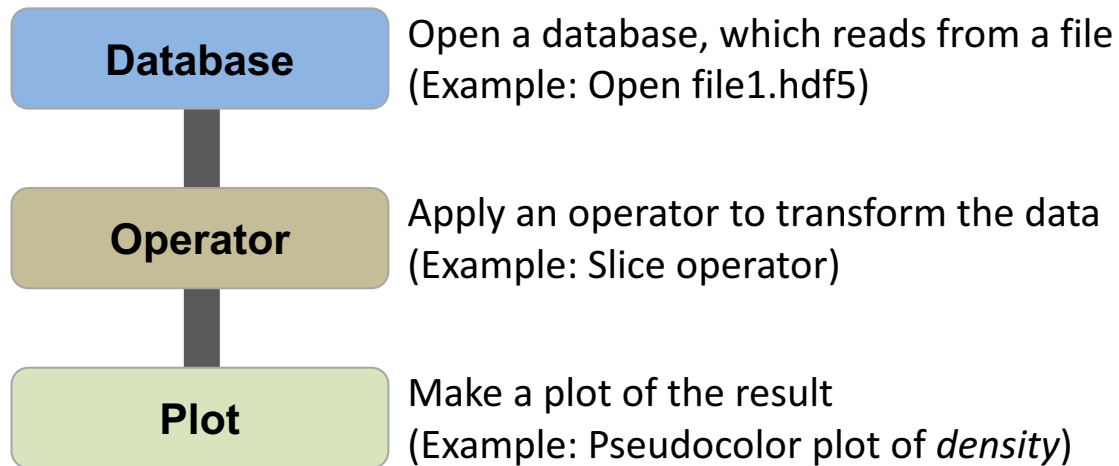 Database
Open a database, which reads from a file
(Example: Open file1.hdf5)
Operator
Apply an operator to transform the data
(Example: Slice operator)
Plot
Make a plot of the result
(Example: Pseudocolor plot of density)